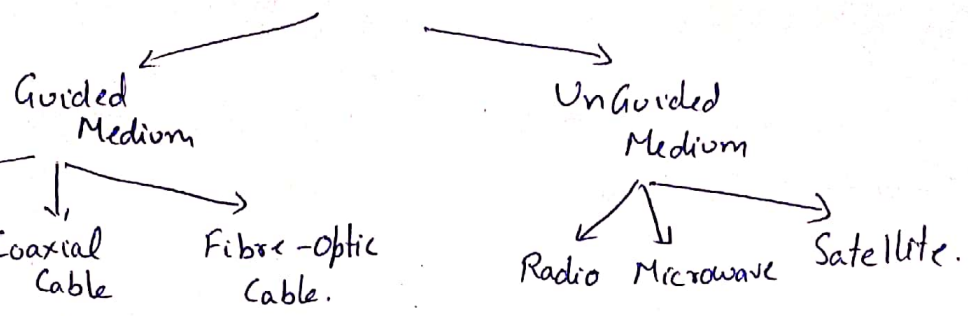 Guided
Medium
UnGuided
Medium
Coaxial
Cable
Fibre-Optic
Cable.
Radio
Microwave
Satellite.